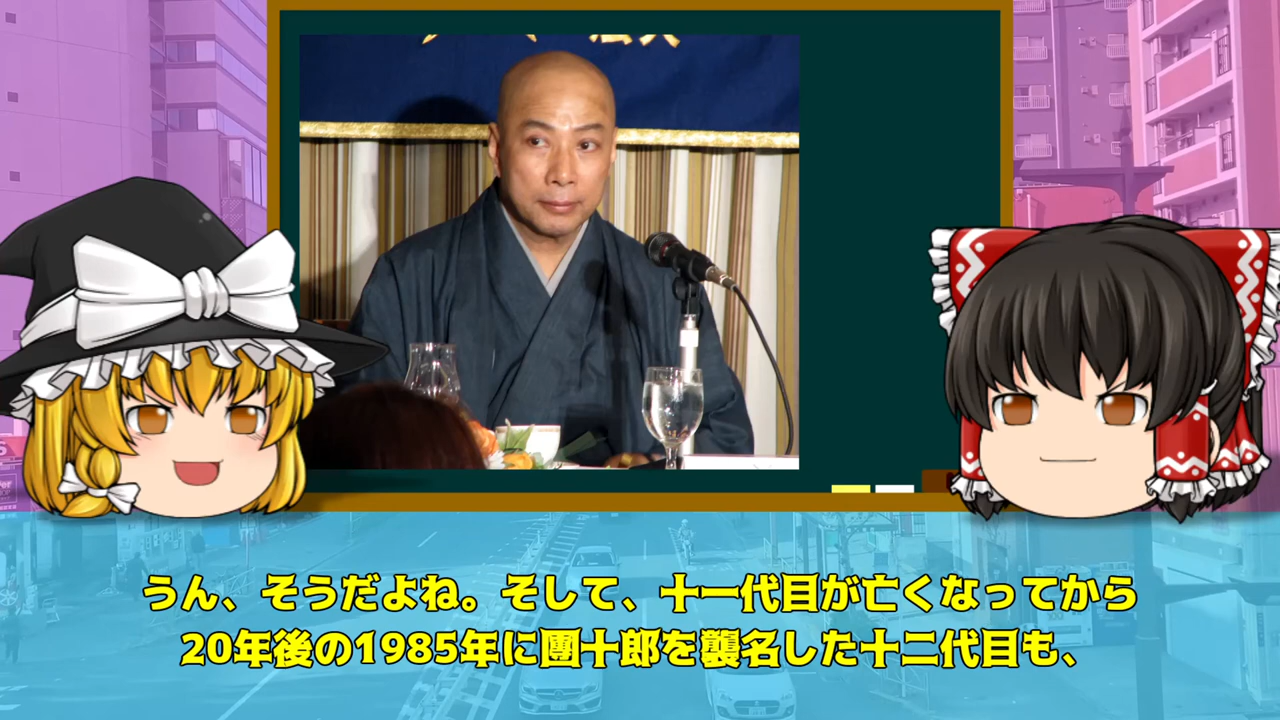 うん、そうだよね。そして、十一代目が亡くなってから
20年後の1985年に團十郎を襲名した十二代目も、